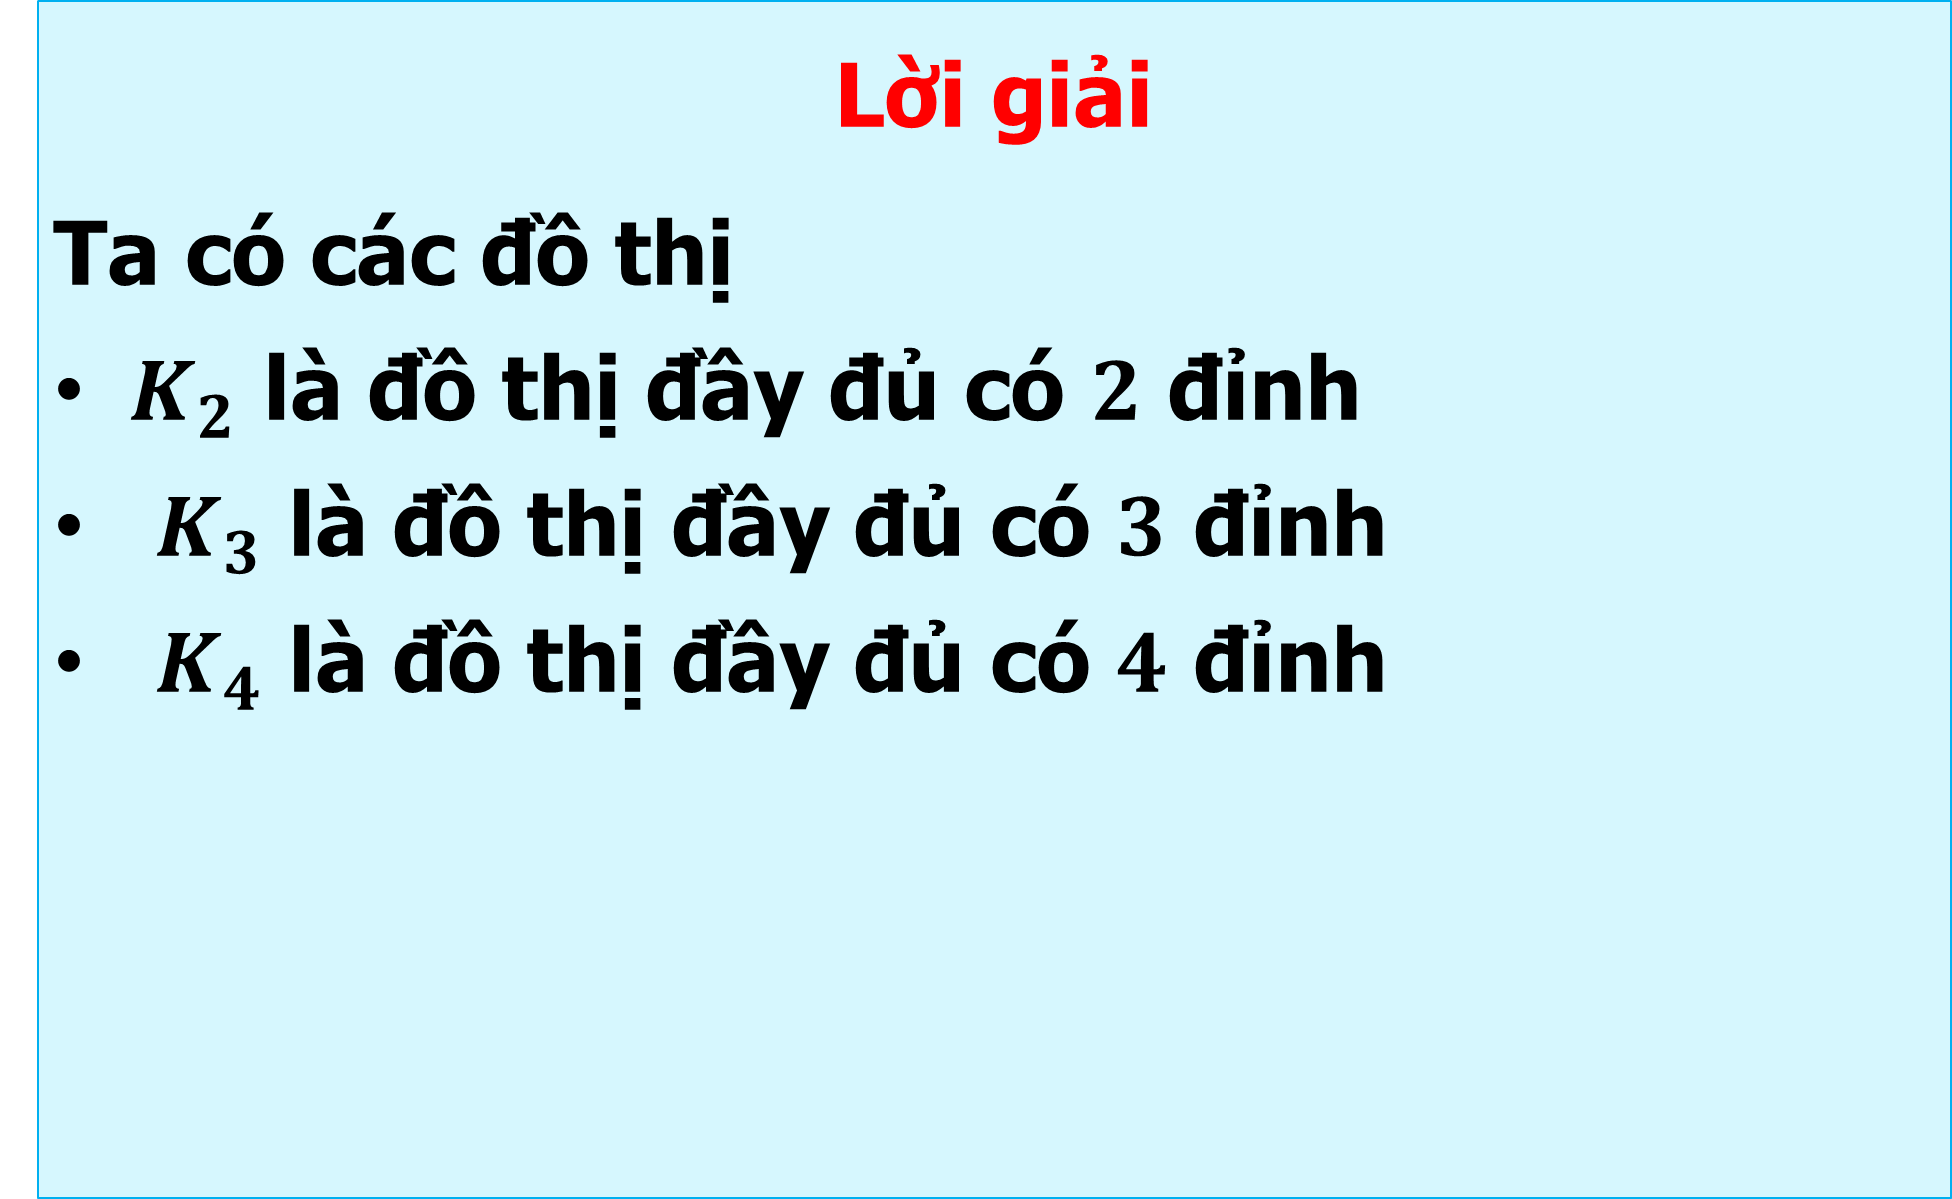 Lời giải
Ta có các đồ thị
• K₂ là đồ thị đầy đủ có 2 đỉnh
• K₃ là đồ thị đầy đủ có 3 đỉnh
• K₄ là đồ thị đầy đủ có 4 đỉnh